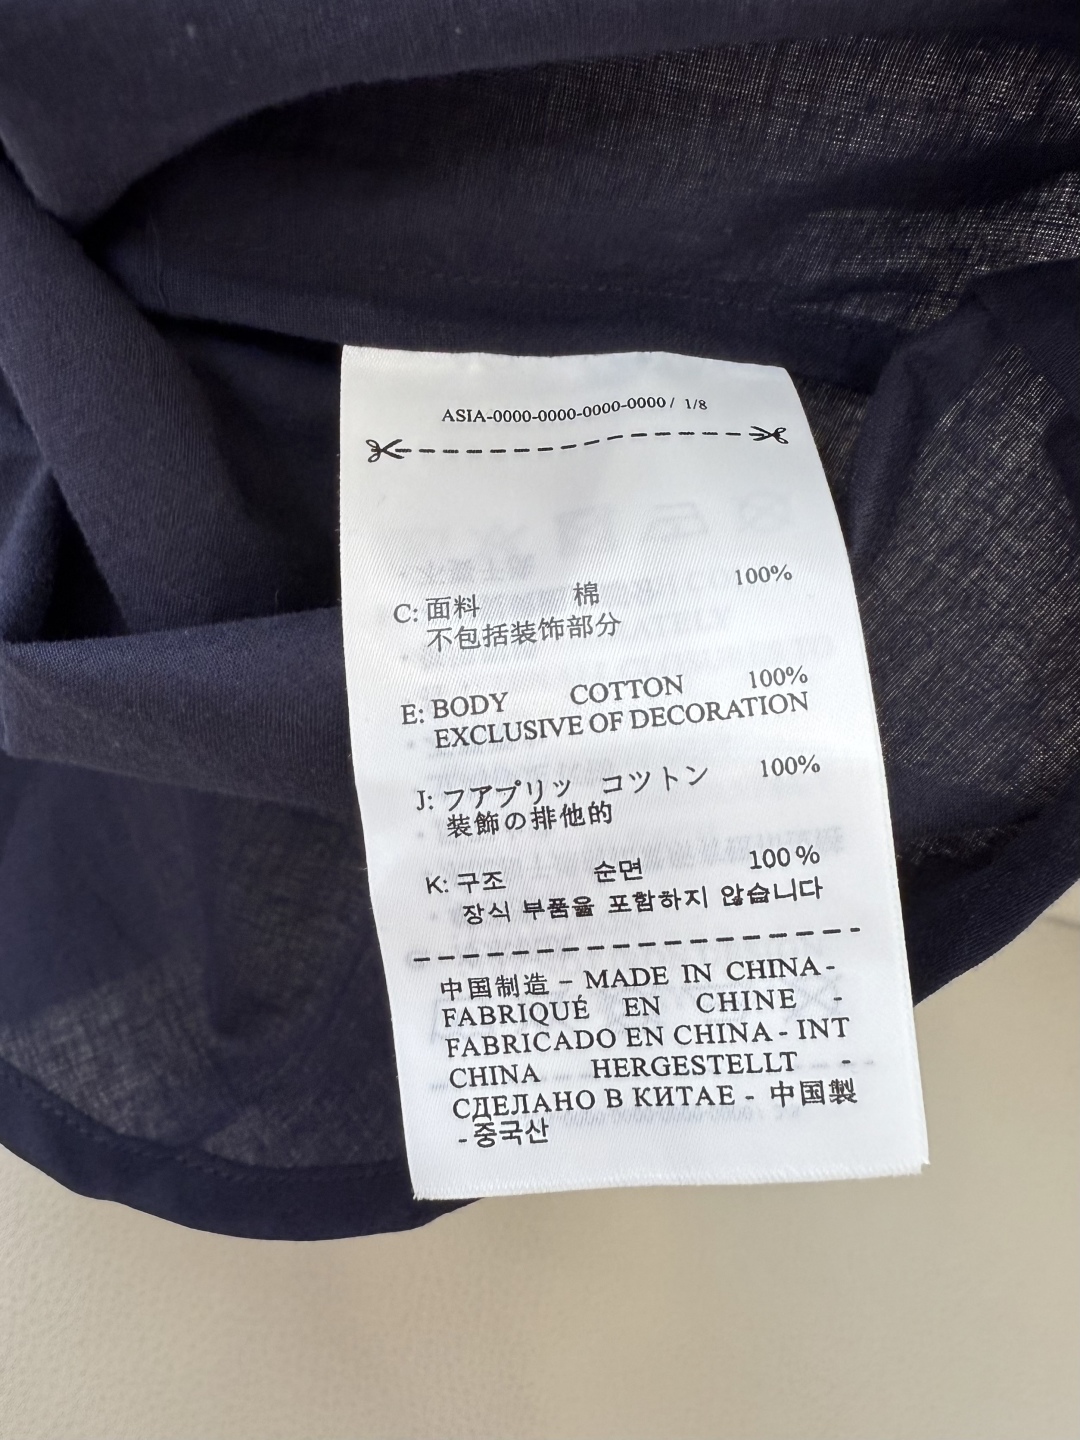 ASIA-0000-0000-0000-0000 / 1/8
C: 面料 棉 100%
不包括装饰部分
E: BODY COTTON 100%
EXCLUSIVE OF DECORATION
J: フアプリッ コツトン 100%
装飾の排他的
K: 구조 순면 100%
장식 부품을 포함하지 않습니다
中国制造 – MADE IN CHINA -
FABRIQUÉ EN CHINE -
FABRICADO EN CHINA - INT
CHINA HERGESTELLT -
СДЕЛАНО В КИТАЕ - 中国製
- 중국산